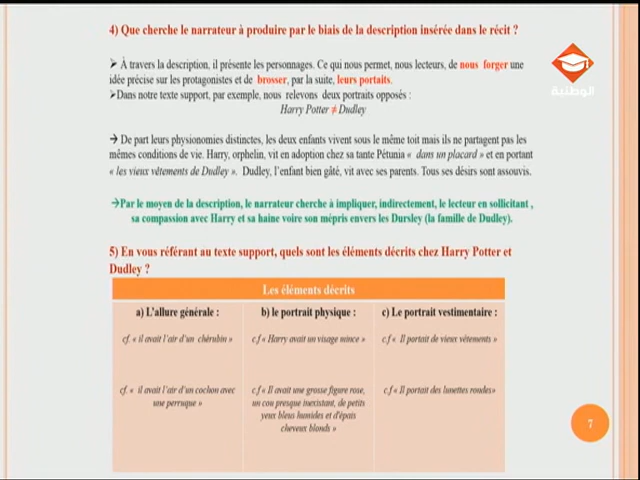 4) Que cherche le narrateur à produire par le biais de la description insérée dans le récit ?
➤ À travers la description, il présente les personnages. Ce qui nous permet, nous lecteurs, de nous forger une
idée précise sur les protagonistes et de brosser, par la suite, leurs portaits.
➤Dans notre texte support, par exemple, nous relevons deux portraits opposés :
Harry Potter ≠ Dudley
→ De part leurs physionomies distinctes, les deux enfants vivent sous le même toit mais ils ne partagent pas les
mêmes conditions de vie. Harry, orphelin, vit en adoption chez sa tante Pétunia « dans un placard » et en portant
« les vieux vêtements de Dudley ». Dudley, l'enfant bien gâté, vit avec ses parents. Tous ses désirs sont assouvis.
→Par le moyen de la description, le narrateur cherche à impliquer, indirectement, le lecteur en sollicitant ,
sa compassion avec Harry et sa haine voire son mépris envers les Dursley (la famille de Dudley).
5) En vous référant au texte support, quels sont les éléments décrits chez Harry Potter et
Dudley ?
Les éléments décrits
a) L'allure générale :
b) le portrait physique :
c) Le portrait vestimentaire :
cf. « il avait l'air d'un chérubin »
c.f « Harry avait un visage mince »
c.f « Il portait de vieux vêtements »
cf. « il avait l'air d'un cochon avec
une perruque »
c.f « Il avait une grosse figure rose,
un cou presque inexistant, de petits
yeux bleus humides et d'épais
cheveux blonds »
c.f « Il portait des lunettes rondes»
7
الوطنية